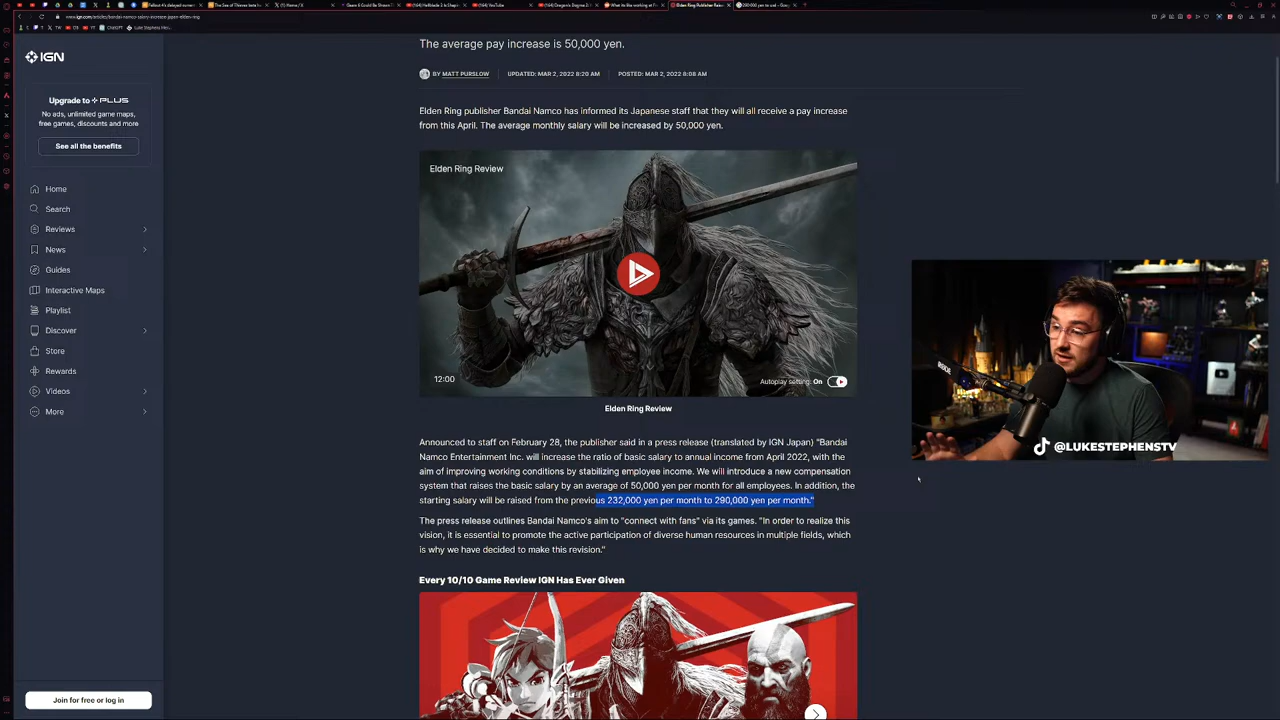 www.ign.com/articles/bandai-namco-salary-increase-japan-elden-ring
IGN
Upgrade to PLUS
No ads, unlimited game maps,
free games, discounts and more
See all the benefits
Home
Search
Reviews
News
Guides
Interactive Maps
Playlist
Discover
Store
Rewards
Videos
More
Join for free or log in
The average pay increase is 50,000 yen.
BY MATT PURSLOW
UPDATED: MAR 2, 2022 8:20 AM
POSTED: MAR 2, 2022 8:08 AM
Elden Ring publisher Bandai Namco has informed its Japanese staff that they will all receive a pay increase
from this April. The average monthly salary will be increased by 50,000 yen.
Elden Ring Review
12:00
Autoplay setting: On
Elden Ring Review
Announced to staff on February 28, the publisher said in a press release (translated by IGN Japan) "Bandai
Namco Entertainment Inc. will increase the ratio of basic salary to annual income from April 2022, with the
aim of improving working conditions by stabilizing employee income. We will introduce a new compensation
system that raises the basic salary by an average of 50,000 yen per month for all employees. In addition, the
starting salary will be raised from the previous 232,000 yen per month to 290,000 yen per month."
The press release outlines Bandai Namco's aim to "connect with fans" via its games. "In order to realize this
vision, it is essential to promote the active participation of diverse human resources in multiple fields, which
is why we have decided to make this revision."
Every 10/10 Game Review IGN Has Ever Given
RODE
@LUKESTEPHENSTV